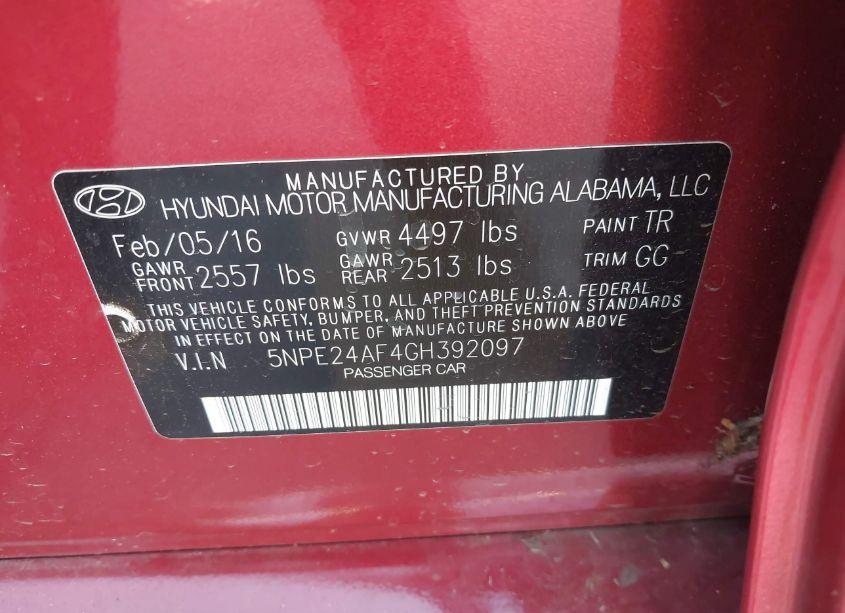 MANUFACTURED BY
HYUNDAI MOTOR MANUFACTURING ALABAMA, LLC
Feb/05/16 GVWR 4497 lbs PAINT TR
GAWR FRONT 2557 lbs GAWR REAR 2513 lbs TRIM GG
THIS VEHICLE CONFORMS TO ALL APPLICABLE U.S.A. FEDERAL
MOTOR VEHICLE SAFETY, BUMPER, AND THEFT PREVENTION STANDARDS
IN EFFECT ON THE DATE OF MANUFACTURE SHOWN ABOVE
V.I.N 5NPE24AF4GH392097
PASSENGER CAR